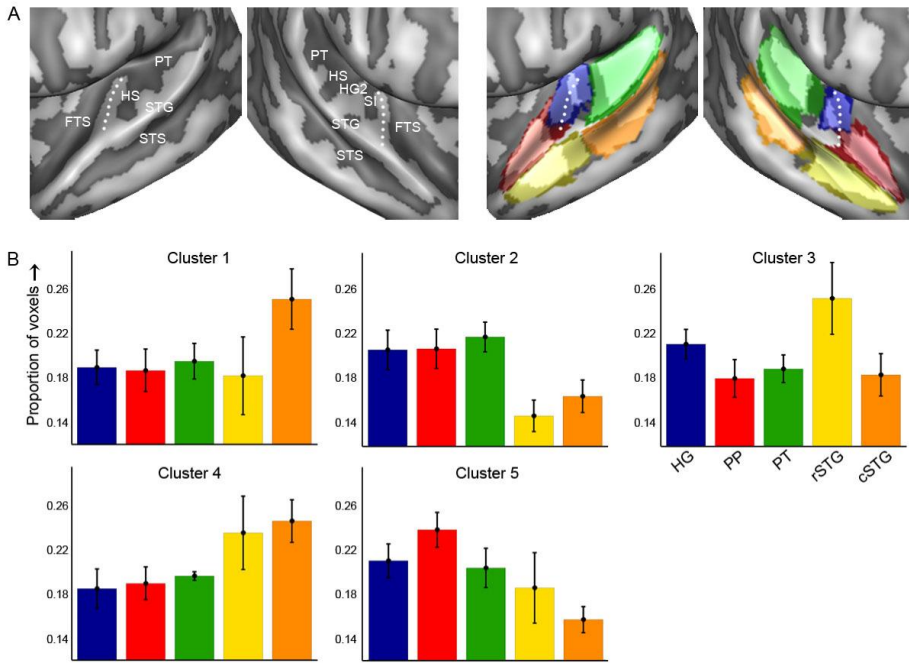 A
PT
HS
STG
FTS
STS
PT
HS
HG2
SI
STG
FTS
STS
B
Proportion of voxels →
Cluster 1
0.26
0.22
0.18
0.14
Cluster 2
0.26
0.22
0.18
0.14
Cluster 3
0.26
0.22
0.18
0.14
HG
PP
PT
rSTG
cSTG
Cluster 4
0.26
0.22
0.18
0.14
Cluster 5
0.26
0.22
0.18
0.14